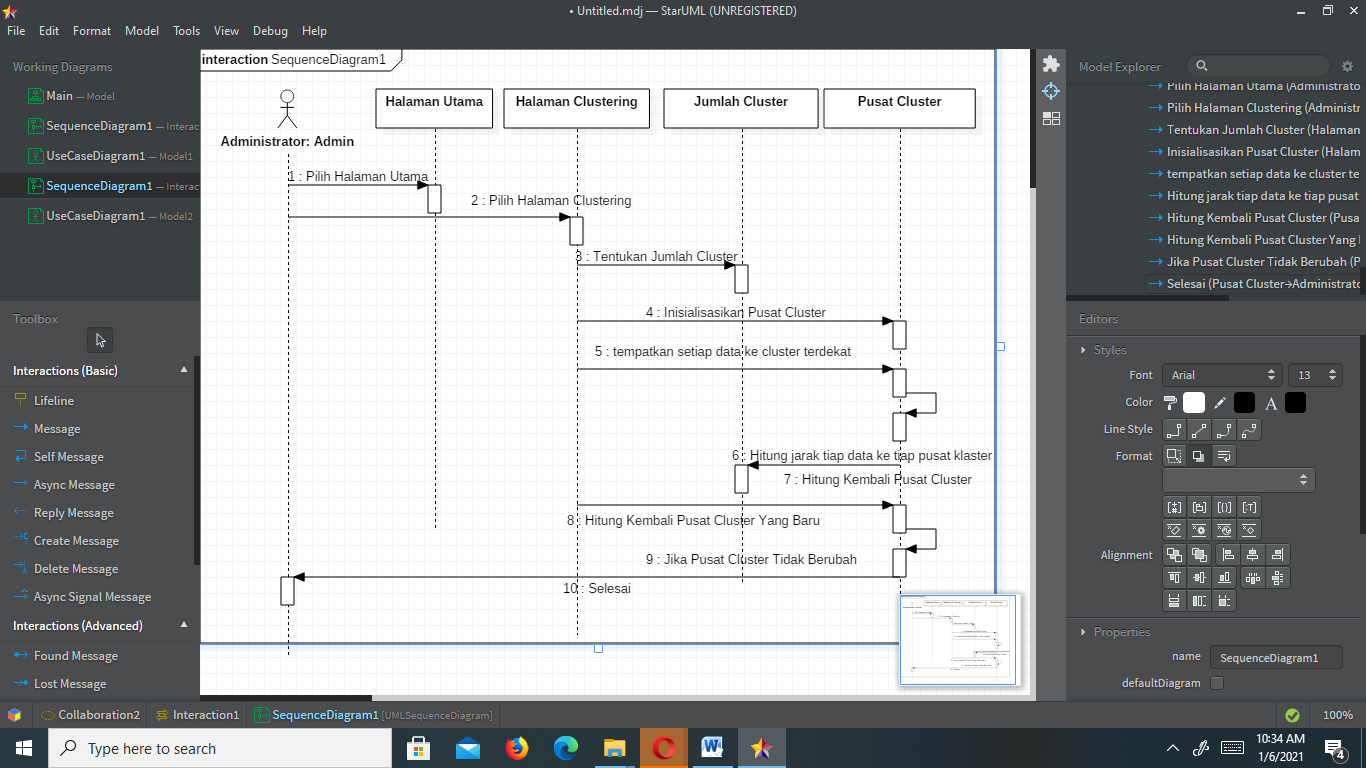 • Untitled.mdj — StarUML (UNREGISTERED)
File Edit Format Model Tools View Debug Help
Working Diagrams
Main — Model
SequenceDiagram1 — Interac
UseCaseDiagram1 — Model1
SequenceDiagram1 — Interac
UseCaseDiagram1 — Model2
Toolbox
Interactions (Basic)
Lifeline
Message
Self Message
Async Message
Reply Message
Create Message
Delete Message
Async Signal Message
Interactions (Advanced)
Found Message
Lost Message
interaction SequenceDiagram1
Administrator: Admin
Halaman Utama
Halaman Clustering
Jumlah Cluster
Pusat Cluster
1 : Pilih Halaman Utama
2 : Pilih Halaman Clustering
3 : Tentukan Jumlah Cluster
4 : Inisialisasikan Pusat Cluster
5 : tempatkan setiap data ke cluster terdekat
6 : Hitung jarak tiap data ke tiap pusat klaster
7 : Hitung Kembali Pusat Cluster
8 : Hitung Kembali Pusat Cluster Yang Baru
9 : Jika Pusat Cluster Tidak Berubah
10 : Selesai
Model Explorer
Pilih Halaman Utama (Administrato
Pilih Halaman Clustering (Administr
Tentukan Jumlah Cluster (Halaman
Inisialisasikan Pusat Cluster (Halam
tempatkan setiap data ke cluster te
Hitung jarak tiap data ke tiap pusat
Hitung Kembali Pusat Cluster (Pusa
Hitung Kembali Pusat Cluster Yang
Jika Pusat Cluster Tidak Berubah (P
Selesai (Pusat Cluster→Administrato
Editors
Styles
Font Arial 13
Color A
Line Style
Format
Alignment
Properties
name SequenceDiagram1
defaultDiagram
Collaboration2 Interaction1 SequenceDiagram1 [UMLSequenceDiagram] 100%
Type here to search
10:34 AM
1/6/2021
4